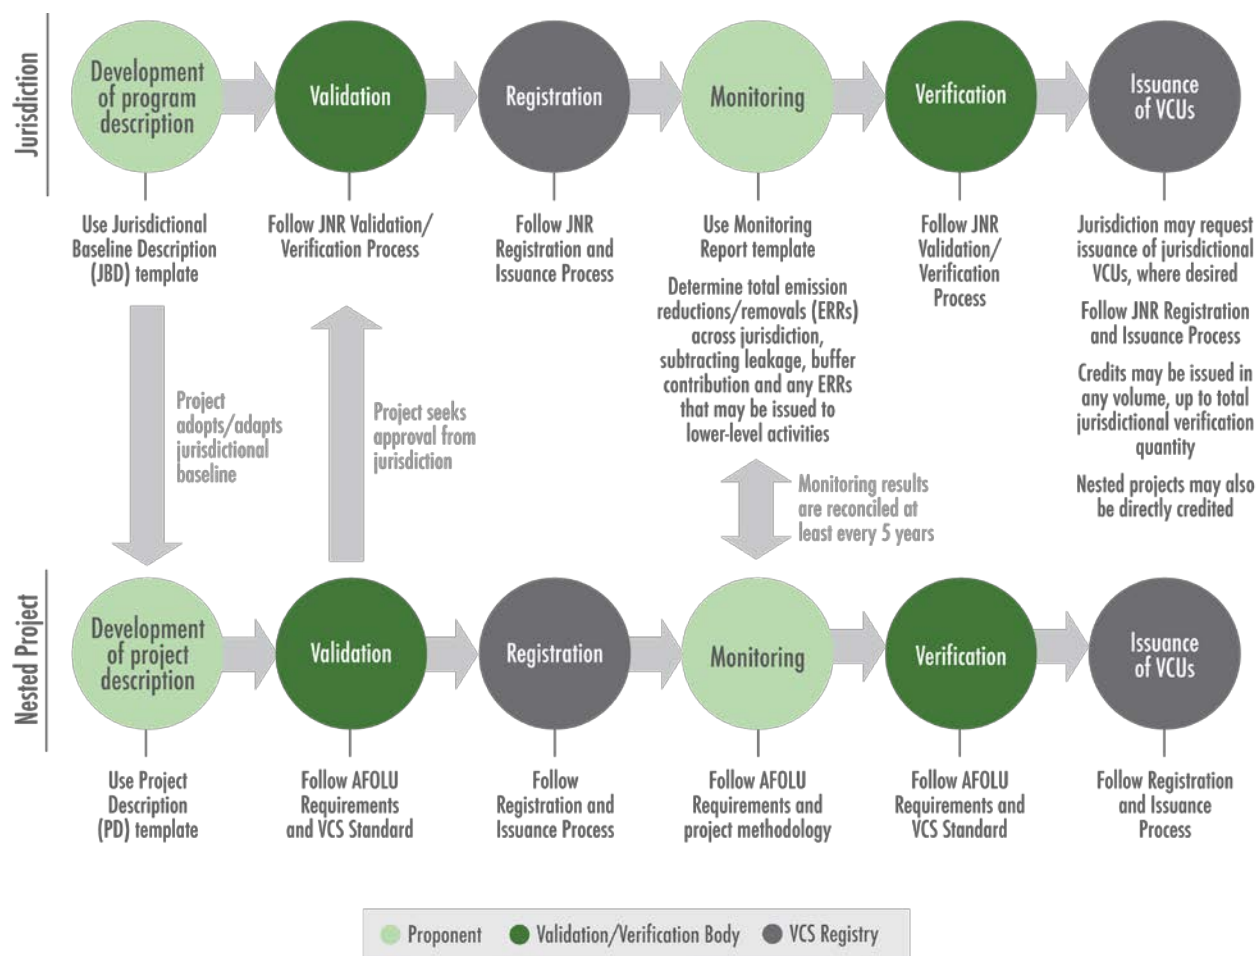 Jurisdiction
Development
of program
description
Validation
Registration
Monitoring
Verification
Issuance
of VCUs
Use Jurisdictional
Baseline Description
(JBD) template
Follow JNR Validation/
Verification Process
Follow JNR
Registration and
Issuance Process
Use Monitoring
Report template
Determine total emission
reductions/removals (ERRs)
across jurisdiction,
subtracting leakage, buffer
contribution and any ERRs
that may be issued to
lower-level activities
Follow JNR
Validation/
Verification
Process
Jurisdiction may request
issuance of jurisdictional
VCUs, where desired
Follow JNR Registration
and Issuance Process
Credits may be issued in
any volume, up to total
jurisdictional verification
quantity
Nested projects may also
be directly credited
Project
adopts/adapts
jurisdictional
baseline
Project seeks
approval from
jurisdiction
Monitoring results
are reconciled at
least every 5 years
Nested Project
Development
of project
description
Validation
Registration
Monitoring
Verification
Issuance
of VCUs
Use Project
Description
(PD) template
Follow AFOLU
Requirements
and VCS Standard
Follow
Registration and
Issuance Process
Follow AFOLU
Requirements and
project methodology
Follow AFOLU
Requirements and
VCS Standard
Follow Registration
and Issuance
Process
Proponent
Validation/Verification Body
VCS Registry